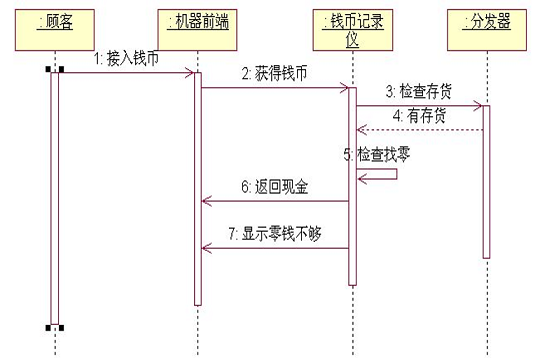 : 顾客
: 机器前端
: 钱币记录
仪
: 分发器
1: 接入钱币
2: 获得钱币
3: 检查存货
4: 有存货
5: 检查找零
6: 返回现金
7: 显示零钱不够